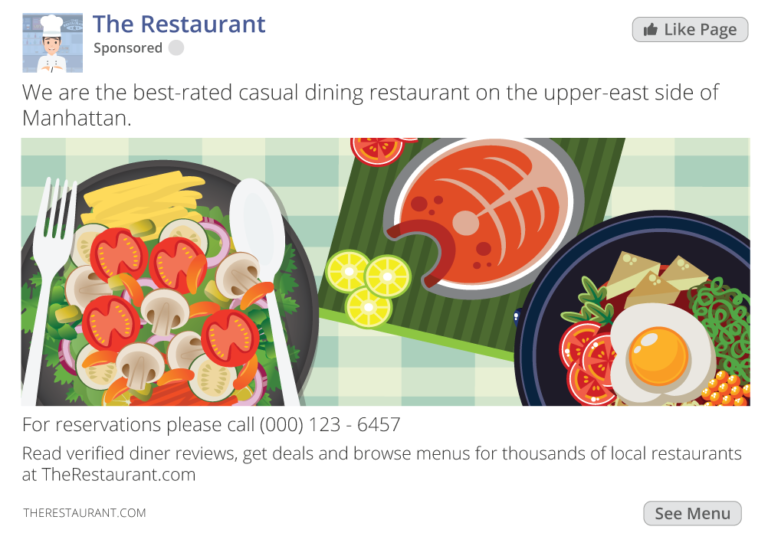 The Restaurant
Like Page
Sponsored
We are the best-rated casual dining restaurant on the upper-east side of
Manhattan.
For reservations please call (000) 123 - 6457
Read verified diner reviews, get deals and browse menus for thousands of local restaurants
at TheRestaurant.com
THERESTAURANT.COM
See Menu